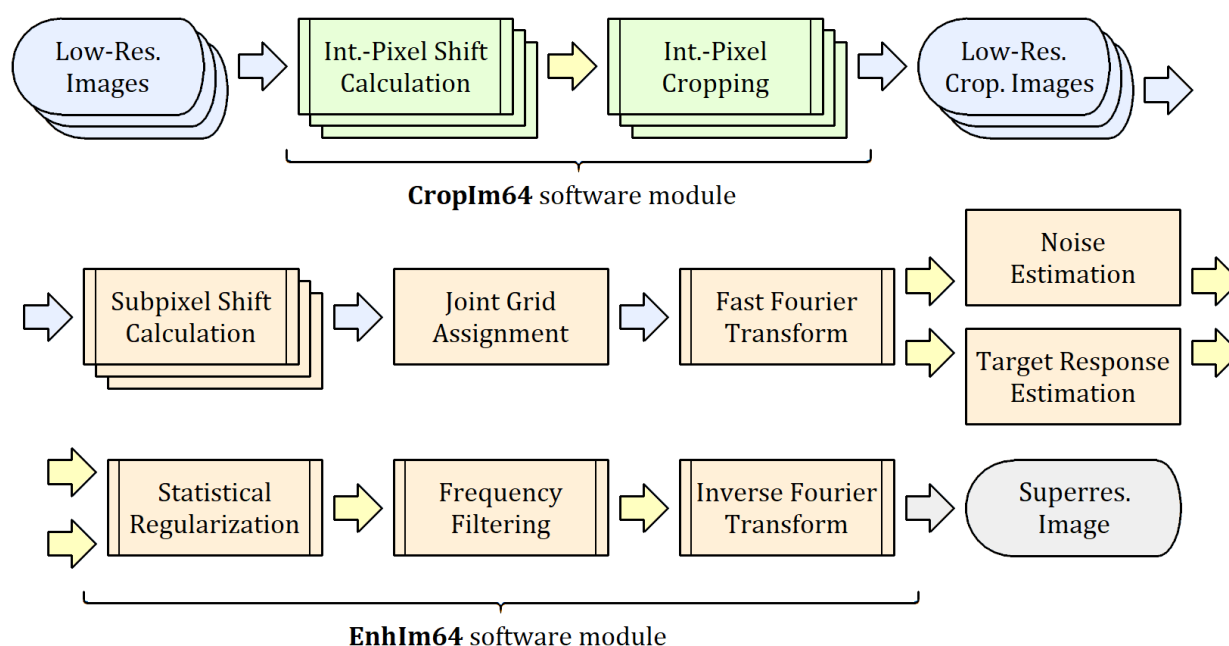 Low-Res.
Images
Int.-Pixel Shift
Calculation
Int.-Pixel
Cropping
Low-Res.
Crop. Images
CropIm64 software module
Subpixel Shift
Calculation
Joint Grid
Assignment
Fast Fourier
Transform
Noise
Estimation
Target Response
Estimation
Statistical
Regularization
Frequency
Filtering
Inverse Fourier
Transform
Superres.
Image
EnhIm64 software module